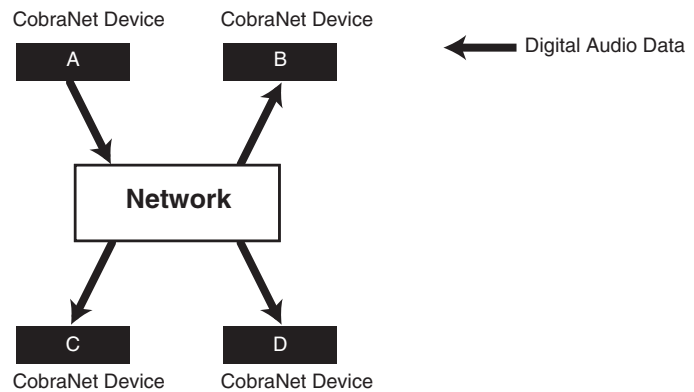 CobraNet Device
CobraNet Device
A
B
Digital Audio Data
Network
C
D
CobraNet Device
CobraNet Device